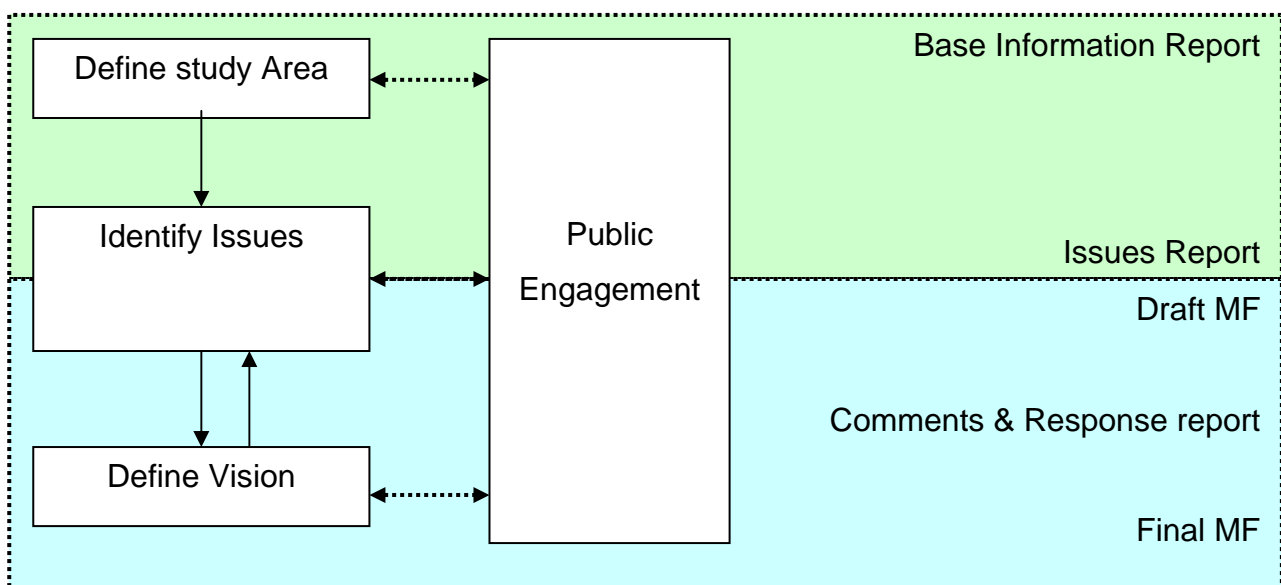 Define study Area
Identify Issues
Define Vision
Public
Engagement
Base Information Report
Issues Report
Draft MF
Comments & Response report
Final MF